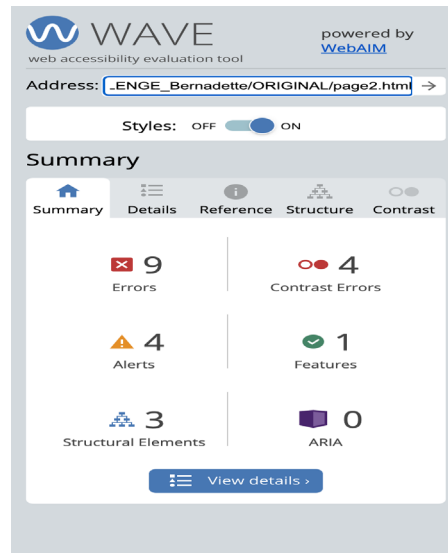 WAVE
web accessibility evaluation tool
powered by
WebAIM
Address: .ENGE_Bernadette/ORIGINAL/page2.html →
Styles: OFF ON
Summary
Summary Details Reference Structure Contrast
9 4
Errors Contrast Errors
4 1
Alerts Features
3 0
Structural Elements ARIA
View details ›